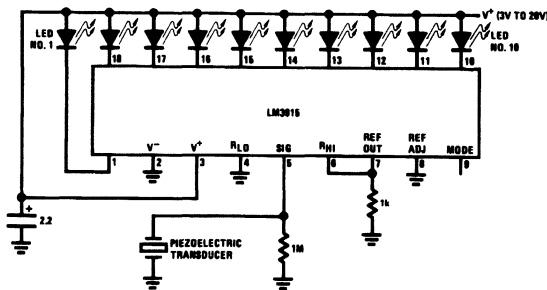 V+ (3V TO 20V)
LED
NO. 1
LED
NO. 10
18
17
16
15
14
13
12
11
10
LM3915
V−
V+
RLO
SIG
RHI
REF
OUT
REF
ADJ
MODE
1
2
3
4
5
6
7
8
9
+
2.2
PIEZOELECTRIC
TRANSDUCER
1M
1k